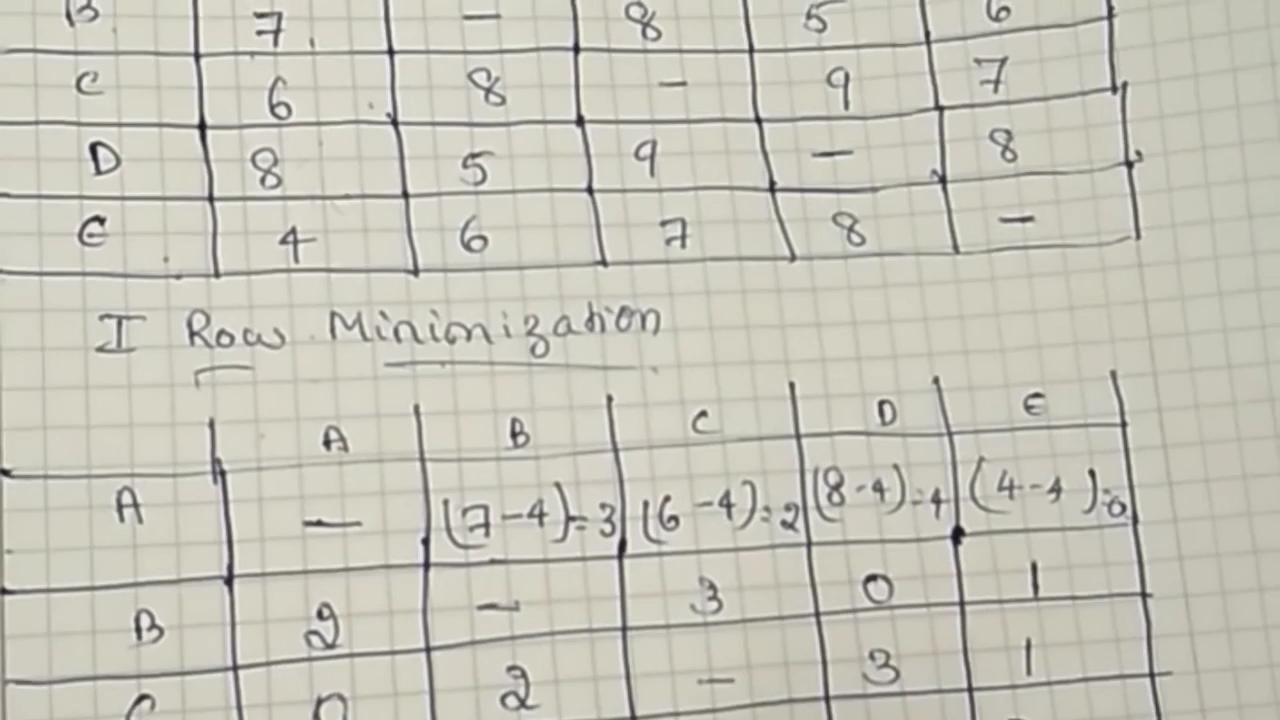 B 7 - 8 5 6
C 6 8 - 9 7
D 8 5 9 - 8
E 4 6 7 8 -
I Row Minimization
A B C D E
A - (7-4)=3 (6-4)=2 (8-4)=4 (4-4)=0
B 2 - 3 0 1
C 0 2 - 3 1